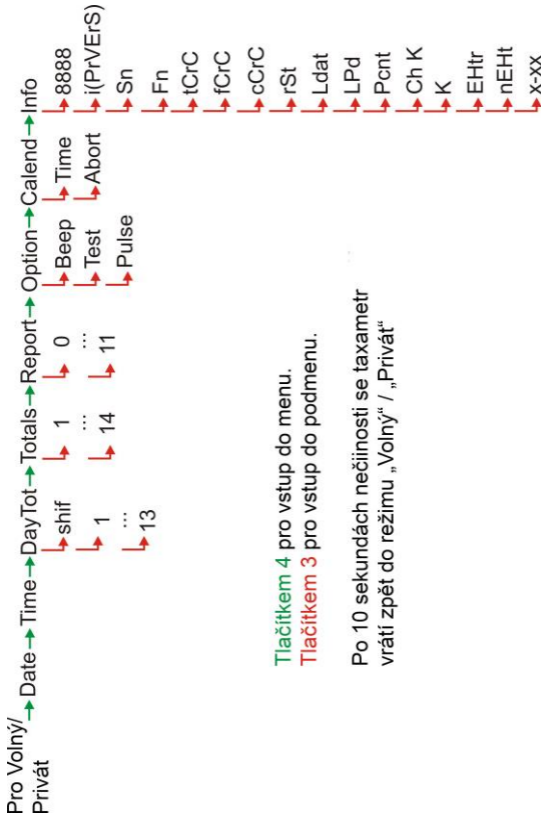 Pro Volný/
Privát
Date Time DayTot Totals Report Option Calend Info
shif
1
...
13
1
...
14
0
...
11
Beep
Test
Pulse
Time
Abort
8888
i(PrVErS)
Sn
Fn
tCrC
fCrC
cCrC
rSt
Ldat
LPd
Pcnt
Ch K
K
EHtr
nEHt
x-xx
Tlačítkem 4 pro vstup do menu.
Tlačítkem 3 pro vstup do podmenu.
Po 10 sekundách nečiinosti se taxametr
vrátí zpět do režimu „Volný“ / „Privát“